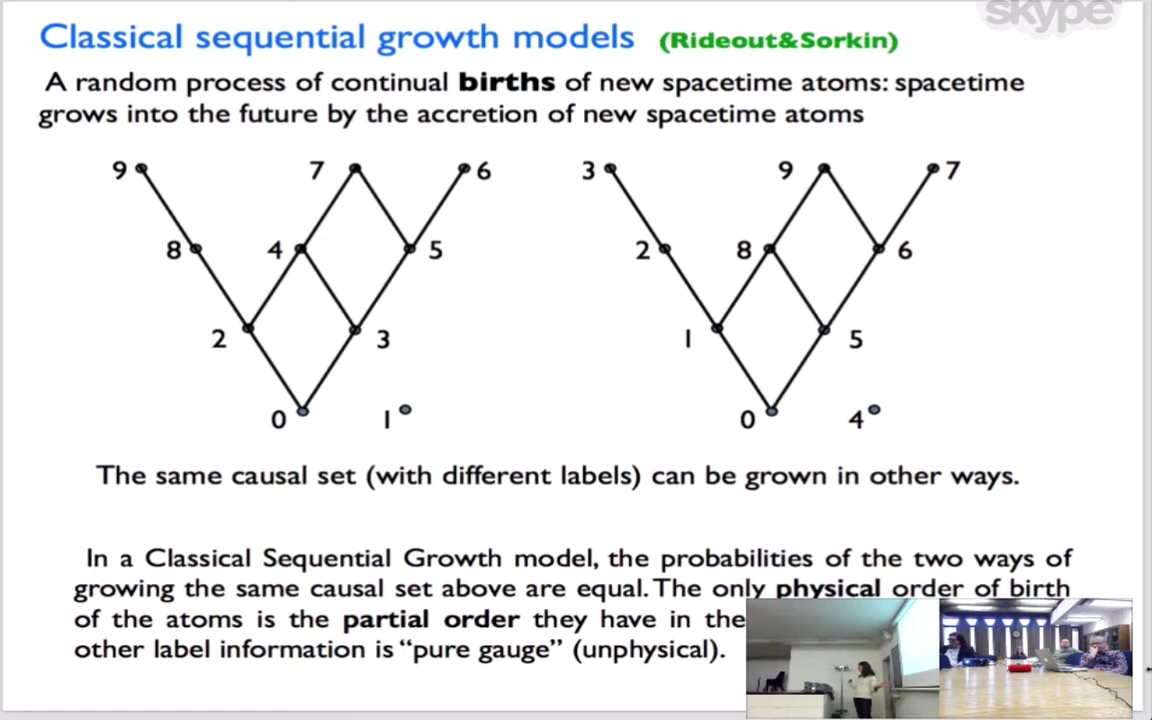 skype™
Classical sequential growth models (Rideout&Sorkin)
A random process of continual births of new spacetime atoms: spacetime
grows into the future by the accretion of new spacetime atoms
9 7 6 3 9 7
8 4 5 2 8 6
2 3 1 5
0 1 0 4
The same causal set (with different labels) can be grown in other ways.
In a Classical Sequential Growth model, the probabilities of the two ways of
growing the same causal set above are equal. The only physical order of birth
of the atoms is the partial order they have in the
other label information is “pure gauge” (unphysical).